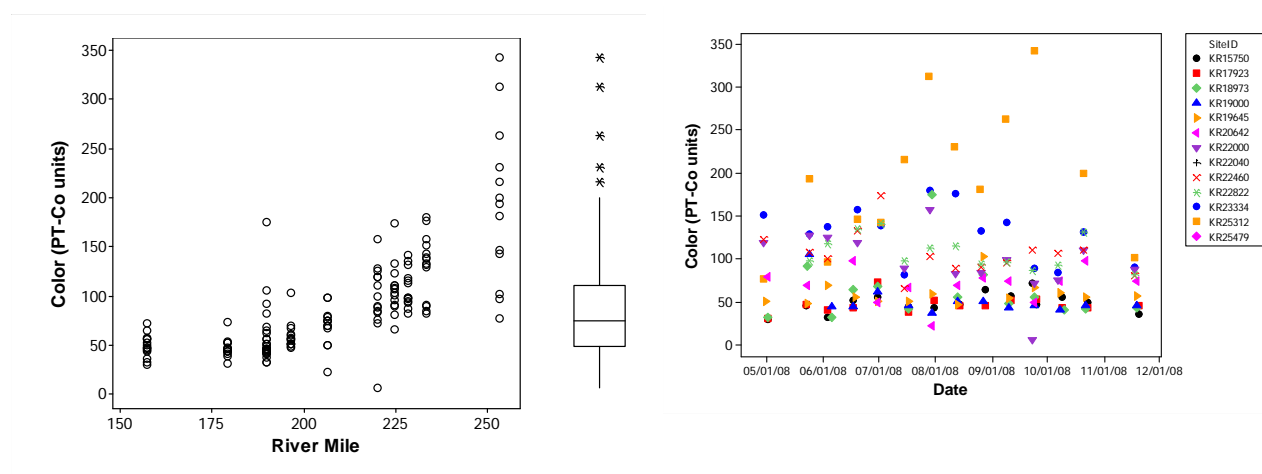 350
300
250
200
150
100
50
0
Color (PT-Co units)
150
175
200
225
250
River Mile
350
300
250
200
150
100
50
0
Color (PT-Co units)
05/01/08
06/01/08
07/01/08
08/01/08
09/01/08
10/01/08
11/01/08
12/01/08
Date
SiteID
KR15750
KR17923
KR18973
KR19000
KR19645
KR20642
KR22000
KR22040
KR22460
KR22822
KR23334
KR25312
KR25479